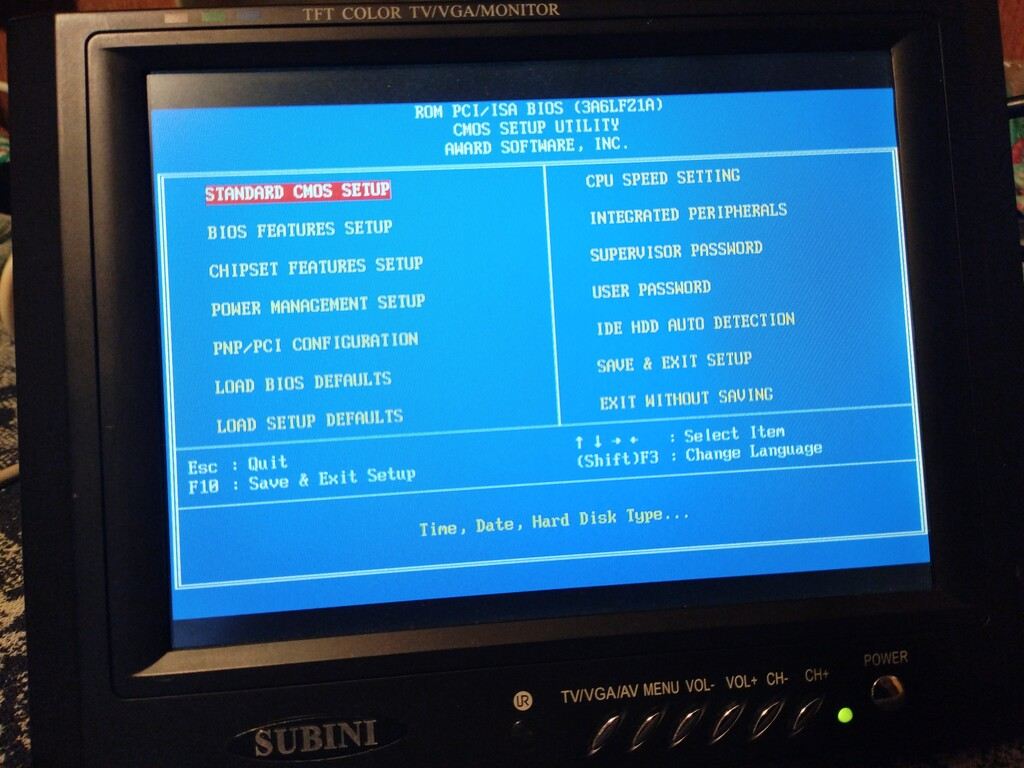 TFT COLOR TV/VGA/MONITOR
ROM PCI/ISA BIOS (3A6LFZ1A)
CMOS SETUP UTILITY
AWARD SOFTWARE, INC.
STANDARD CMOS SETUP
BIOS FEATURES SETUP
CHIPSET FEATURES SETUP
POWER MANAGEMENT SETUP
PNP/PCI CONFIGURATION
LOAD BIOS DEFAULTS
LOAD SETUP DEFAULTS
CPU SPEED SETTING
INTEGRATED PERIPHERALS
SUPERVISOR PASSWORD
USER PASSWORD
IDE HDD AUTO DETECTION
SAVE & EXIT SETUP
EXIT WITHOUT SAVING
Esc : Quit
F10 : Save & Exit Setup
↑ ↓ → ← : Select Item
(Shift)F3 : Change Language
Time, Date, Hard Disk Type...
IR
TV/VGA/AV MENU VOL- VOL+ CH- CH+
POWER
SUBINI